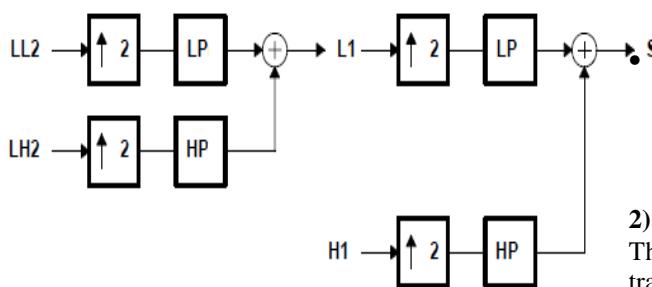 LL2 ↑ 2 LP + L1 ↑ 2 LP + S
LH2 ↑ 2 HP
H1 ↑ 2 HP
2)
Th
tra